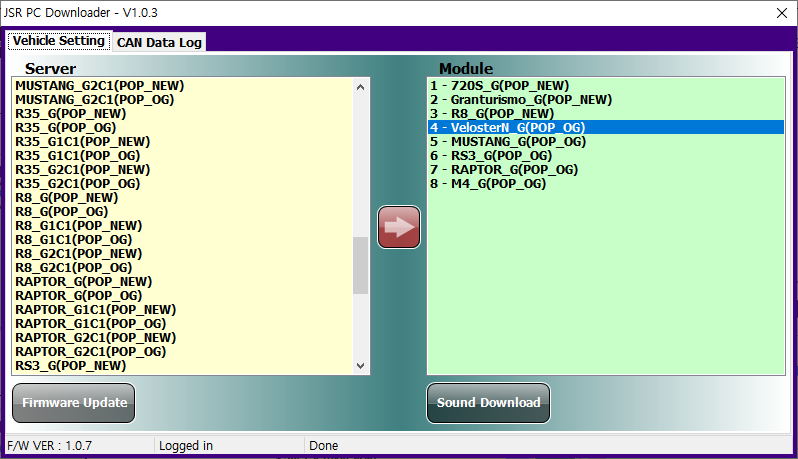 JSR PC Downloader - V1.0.3
Vehicle Setting
CAN Data Log
Server
MUSTANG_G2C1(POP_NEW)
MUSTANG_G2C1(POP_OG)
R35_G(POP_NEW)
R35_G(POP_OG)
R35_G1C1(POP_NEW)
R35_G1C1(POP_OG)
R35_G2C1(POP_NEW)
R35_G2C1(POP_OG)
R8_G(POP_NEW)
R8_G(POP_OG)
R8_G1C1(POP_NEW)
R8_G1C1(POP_OG)
R8_G2C1(POP_NEW)
R8_G2C1(POP_OG)
RAPTOR_G(POP_NEW)
RAPTOR_G(POP_OG)
RAPTOR_G1C1(POP_NEW)
RAPTOR_G1C1(POP_OG)
RAPTOR_G2C1(POP_NEW)
RAPTOR_G2C1(POP_OG)
RS3_G(POP_NEW)
Module
1 - 720S_G(POP_NEW)
2 - Granturismo_G(POP_NEW)
3 - R8_G(POP_NEW)
4 - VelosterN_G(POP_OG)
5 - MUSTANG_G(POP_OG)
6 - RS3_G(POP_OG)
7 - RAPTOR_G(POP_OG)
8 - M4_G(POP_OG)
Firmware Update
Sound Download
F/W VER : 1.0.7
Logged in
Done